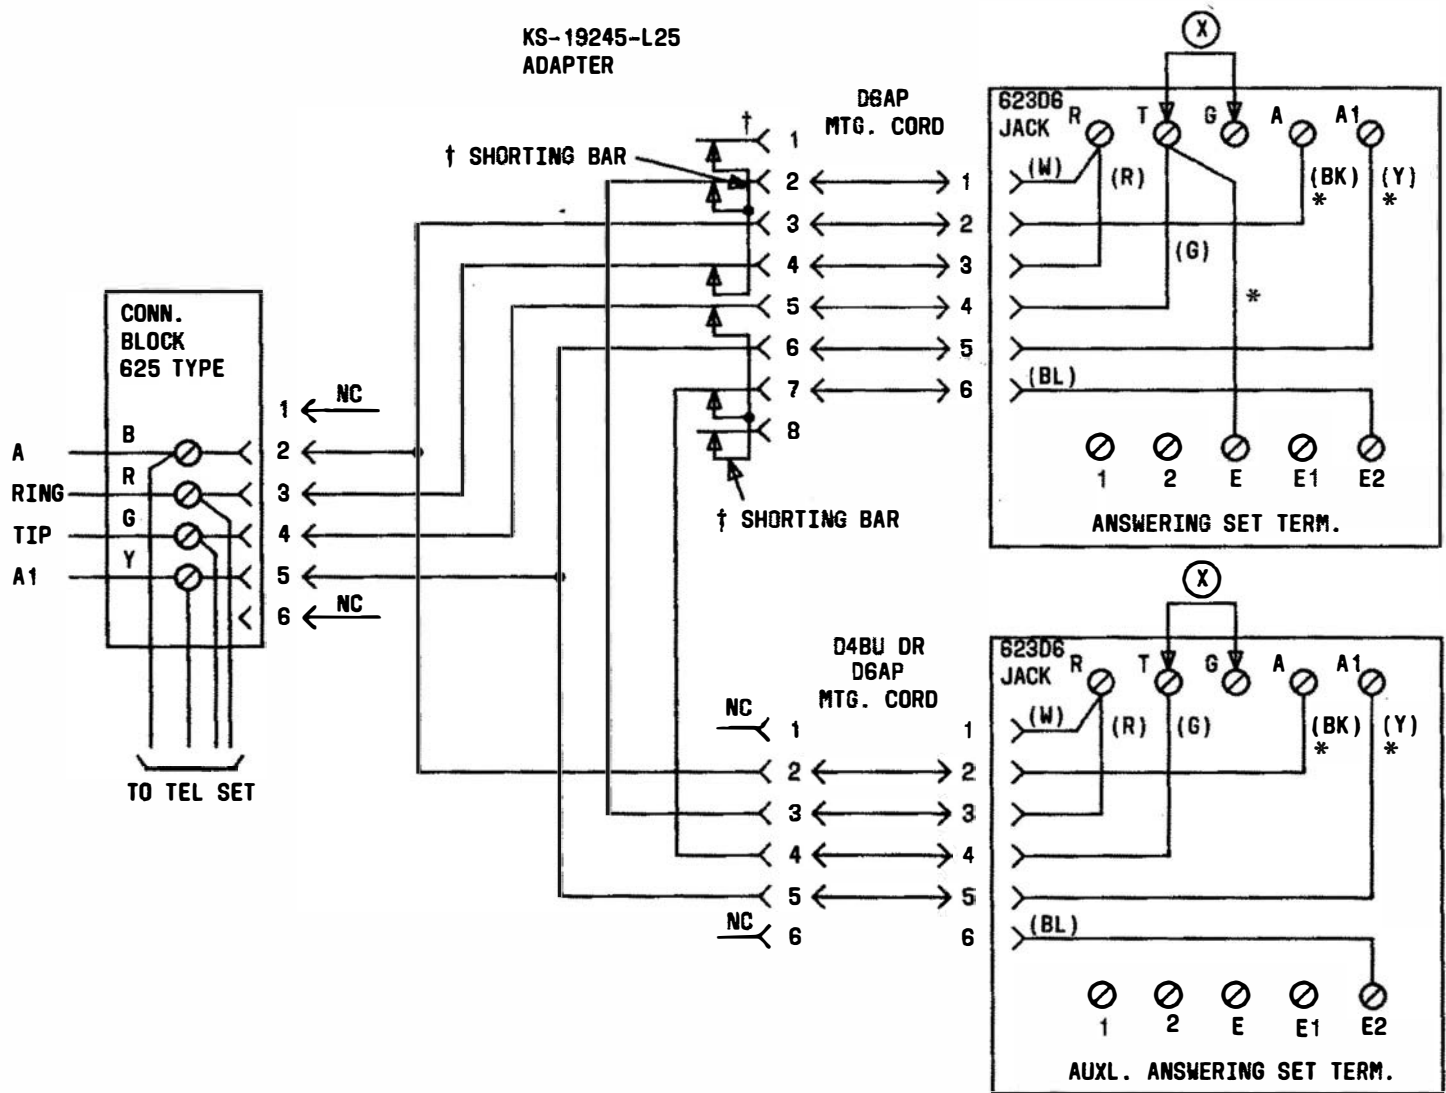 KS-19245-L25
ADAPTER
† SHORTING BAR
†
1
2
3
4
5
6
7
8
† SHORTING BAR
D6AP
MTG. CORD
1
2
3
4
5
6
623D6
JACK
R T G A A1
X
(W) (R) (G) (BK) (Y)
* * *
(BL)
1 2 E E1 E2
ANSWERING SET TERM.
CONN.
BLOCK
625 TYPE
1 NC
A B 2
RING R 3
TIP G 4
A1 Y 5
6 NC
TO TEL SET
D4BU DR
D6AP
MTG. CORD
NC 1 1
2 2
3 3
4 4
5 5
NC 6 6
X
623D6
JACK
R T G A A1
(W) (R) (G) (BK) (Y)
* *
(BL)
1 2 E E1 E2
AUXL. ANSWERING SET TERM.